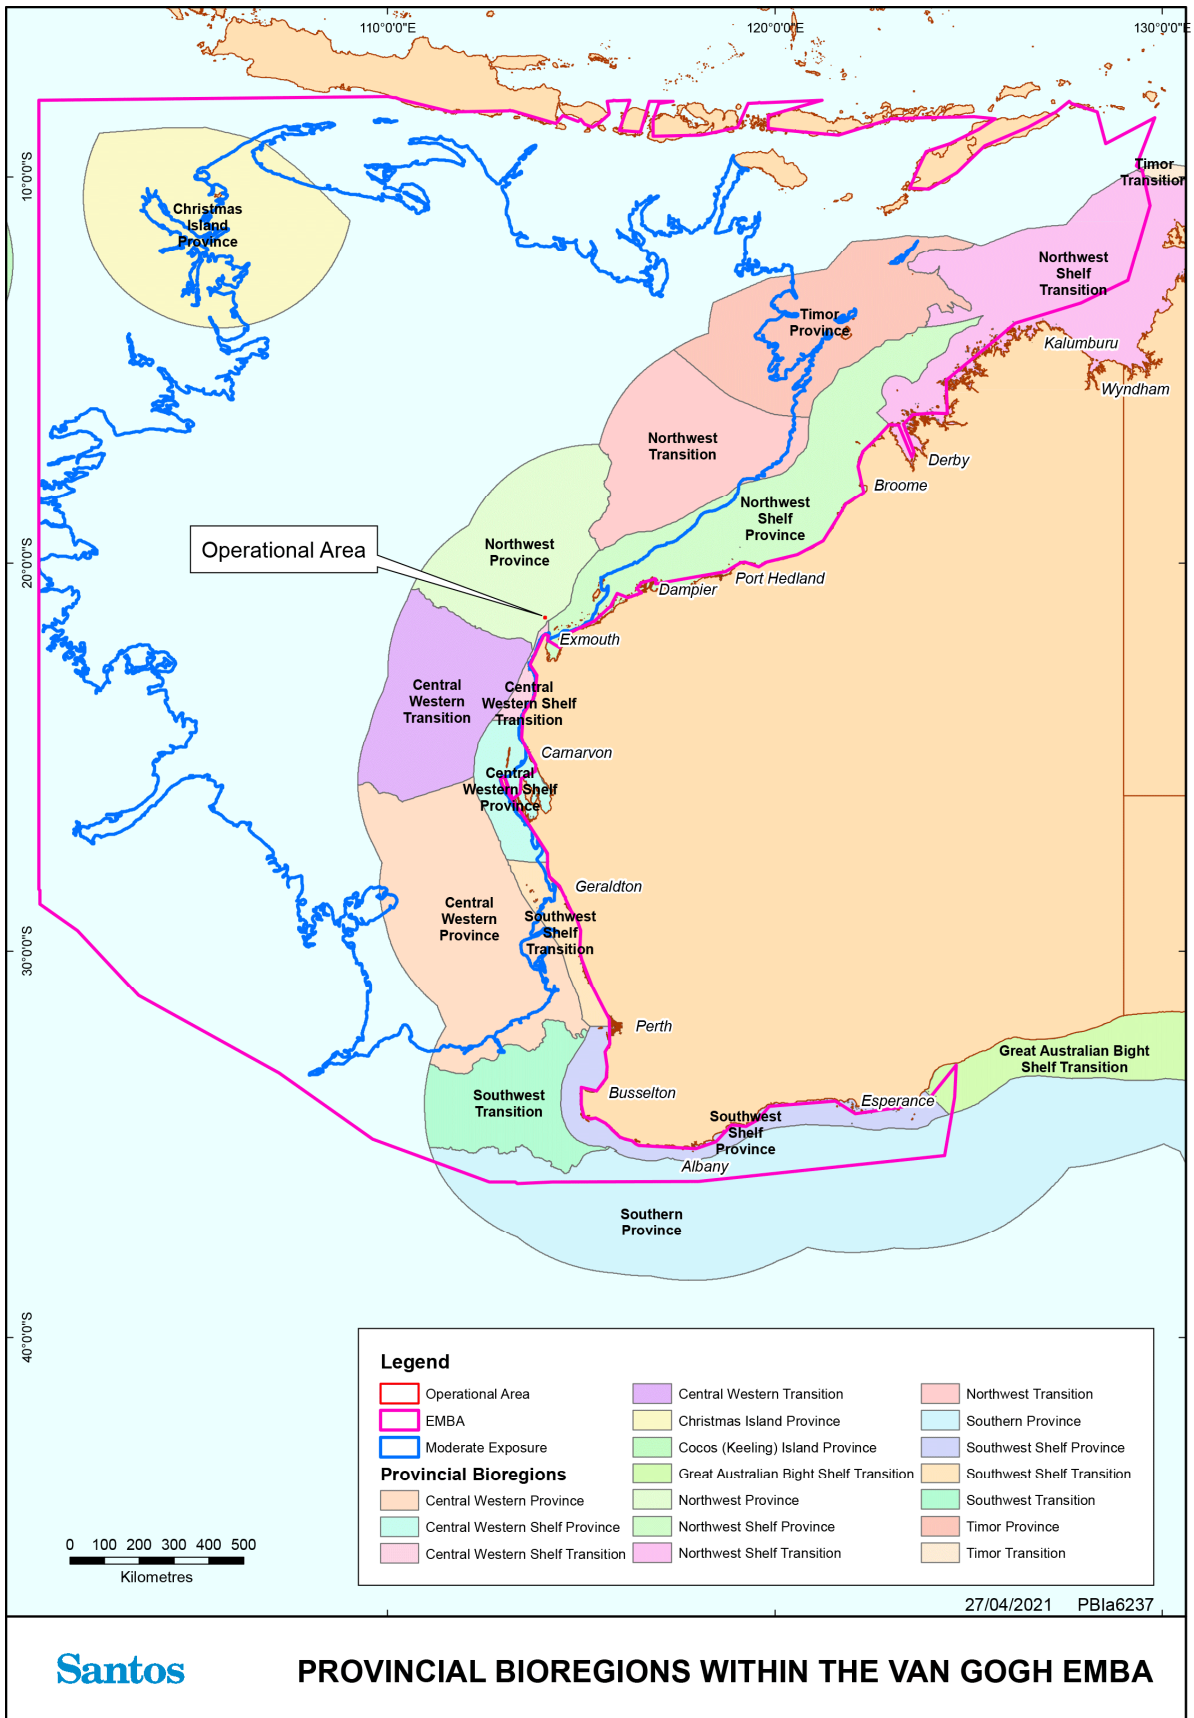 110°0'0"E
120°0'0"E
130°0'0"E
10°0'0"S
20°0'0"S
30°0'0"S
40°0'0"S
Timor
Transition
Christmas
Island
Province
Northwest
Shelf
Transition
Timor
Province
Kalumburu
Wyndham
Northwest
Transition
Derby
Broome
Northwest
Shelf
Province
Operational Area
Northwest
Province
Port Hedland
Dampier
Exmouth
Central
Western
Transition
Central
Western Shelf
Transition
Carnarvon
Central
Western Shelf
Province
Geraldton
Central
Western
Province
Southwest
Shelf
Transition
Perth
Great Australian Bight
Shelf Transition
Southwest
Transition
Busselton
Esperance
Southwest
Shelf
Province
Albany
Southern
Province
Legend
Operational Area
EMBA
Moderate Exposure
Provincial Bioregions
Central Western Province
Central Western Shelf Province
Central Western Shelf Transition
Central Western Transition
Christmas Island Province
Cocos (Keeling) Island Province
Great Australian Bight Shelf Transition
Northwest Province
Northwest Shelf Province
Northwest Shelf Transition
Northwest Transition
Southern Province
Southwest Shelf Province
Southwest Shelf Transition
Southwest Transition
Timor Province
Timor Transition
0 100 200 300 400 500
Kilometres
27/04/2021 PBIa6237
Santos
PROVINCIAL BIOREGIONS WITHIN THE VAN GOGH EMBA